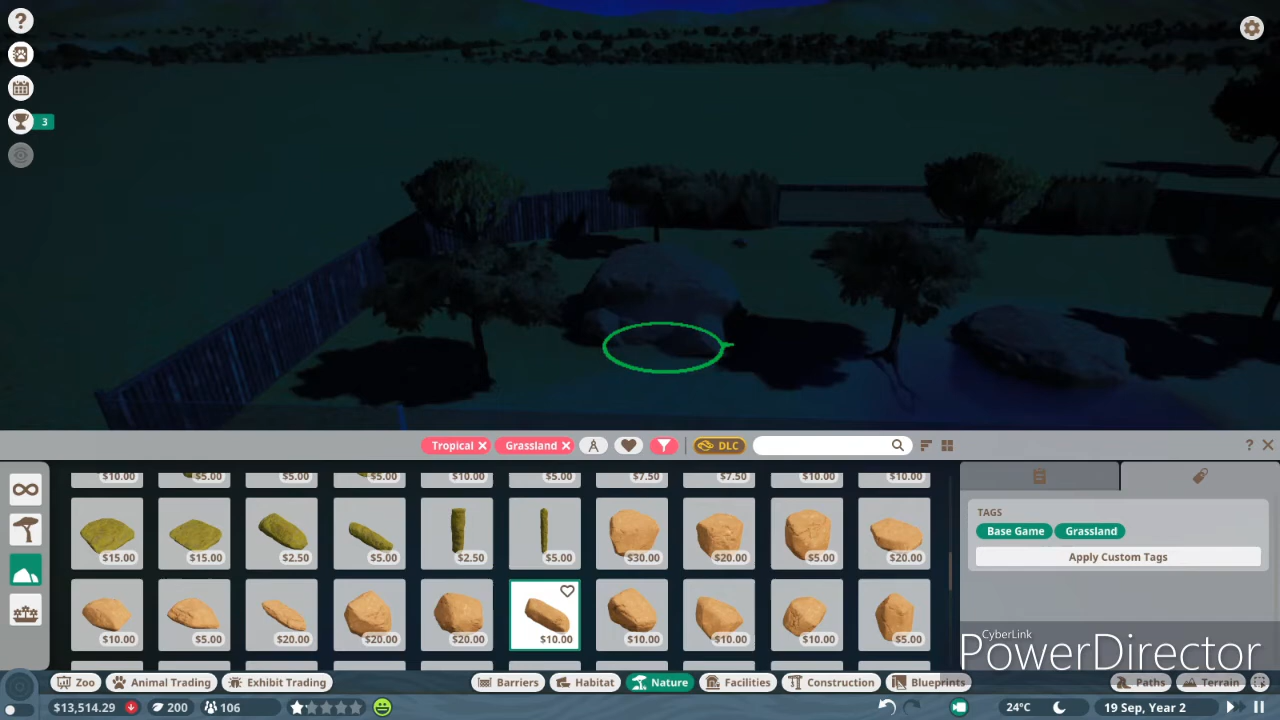 ?
3
Tropical ✕ Grassland ✕ DLC
? ✕
$10.00 $5.00 $5.00 $5.00 $10.00 $5.00 $7.50 $7.50 $10.00 $10.00
$15.00 $15.00 $2.50 $5.00 $2.50 $5.00 $30.00 $20.00 $5.00 $20.00
$10.00 $5.00 $20.00 $20.00 $20.00 $10.00 $10.00 $10.00 $10.00 $5.00
TAGS
Base Game Grassland
Apply Custom Tags
CyberLink
PowerDirector
Zoo Animal Trading Exhibit Trading Barriers Habitat Nature Facilities Construction Blueprints Paths Terrain
$13,514.29 200 106 24°C 19 Sep, Year 2